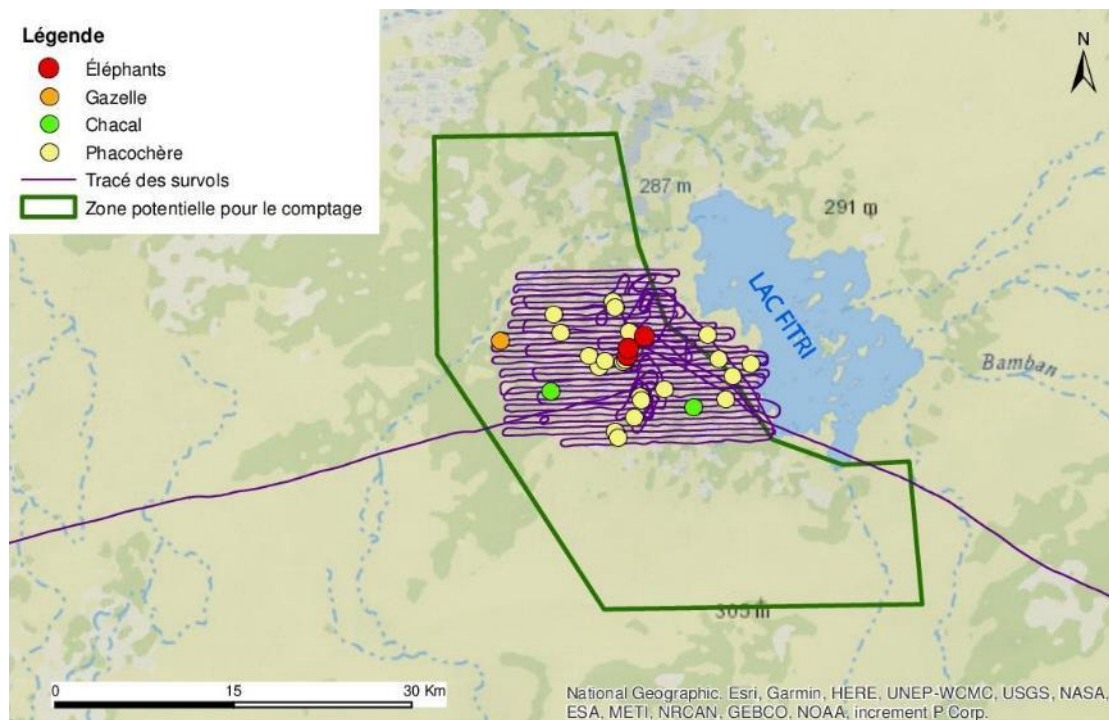 Légende
Éléphants
Gazelle
Chacal
Phacochère
Tracé des survols
Zone potentielle pour le comptage
N
287 m
291 m
LAC FITRI
Bamban
305 m
0 15 30 Km
National Geographic, Esri, Garmin, HERE, UNEP-WCMC, USGS, NASA,
ESA, METI, NRCAN, GEBCO, NOAA, increment P Corp.